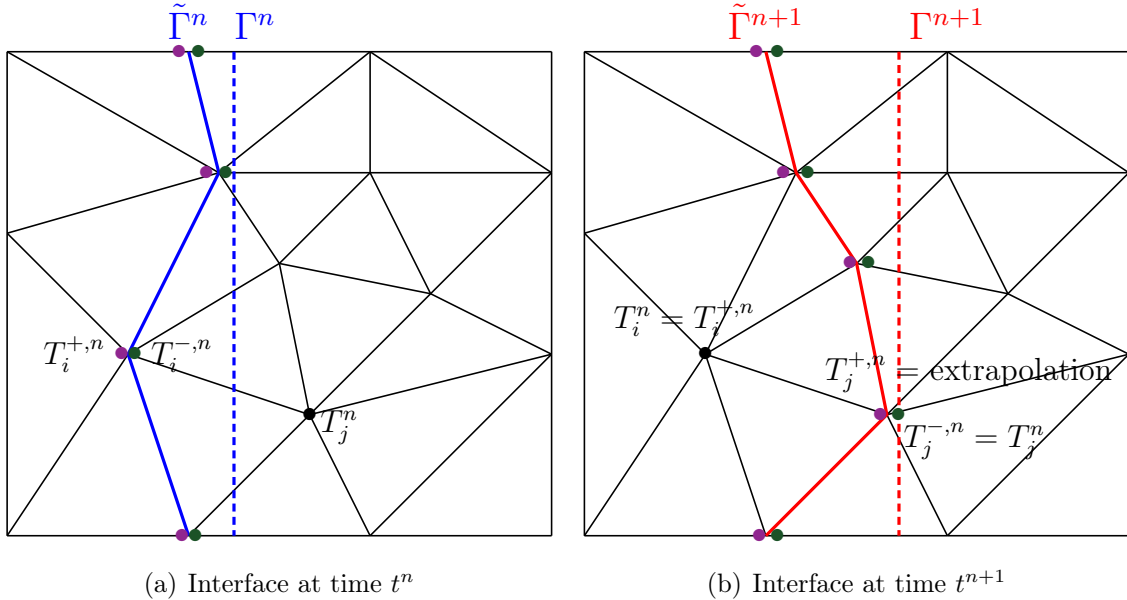 Γ̃ⁿ Γⁿ
Γ̃ⁿ⁺¹ Γⁿ⁺¹
T_i^{+,n} T_i^{-,n}
T_j^n
T_i^n = T_i^{+,n}
T_j^{+,n} = extrapolation
T_j^{-,n} = T_j^n
(a) Interface at time tⁿ
(b) Interface at time tⁿ⁺¹